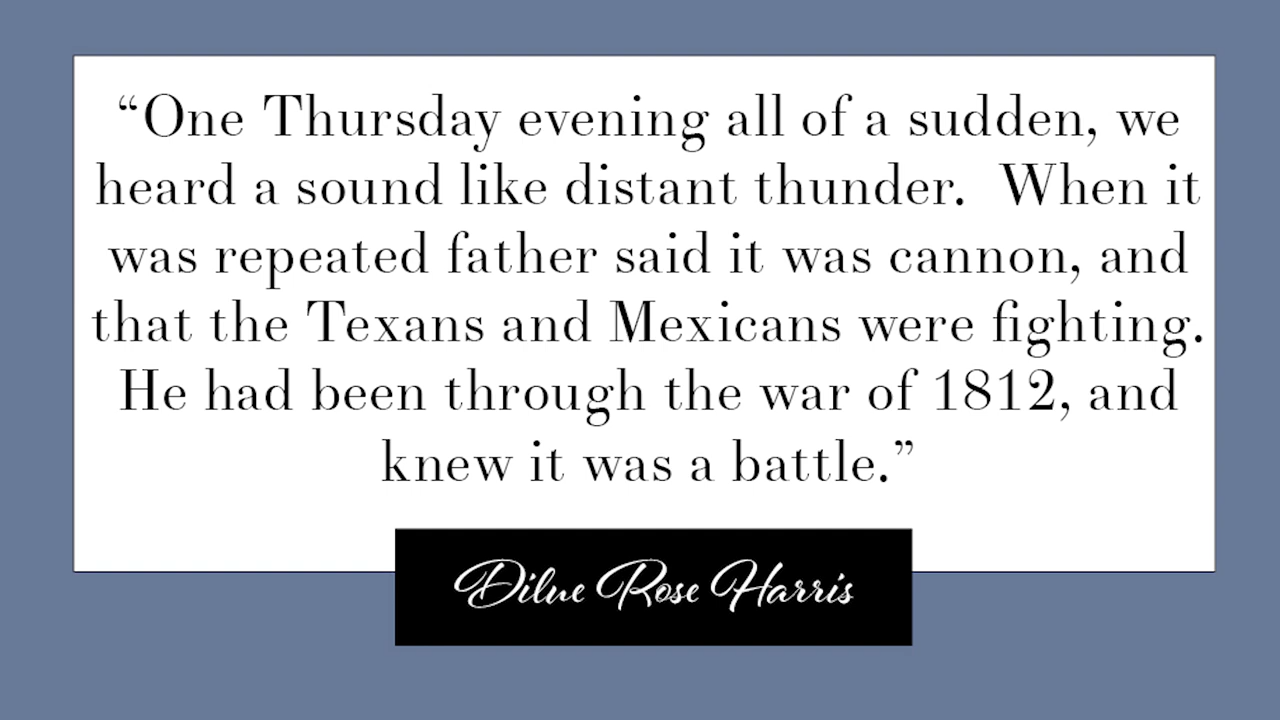 “One Thursday evening all of a sudden, we
heard a sound like distant thunder.  When it
was repeated father said it was cannon, and
that the Texans and Mexicans were fighting.
He had been through the war of 1812, and
knew it was a battle.”
Dilue Rose Harris